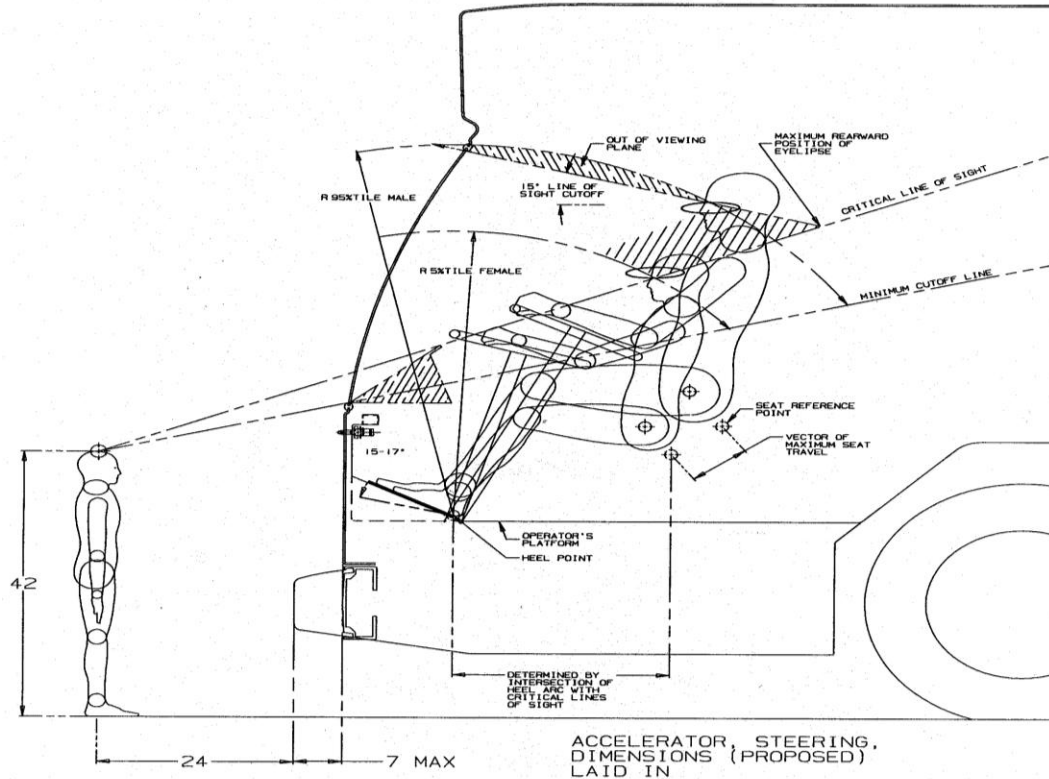 OUT OF VIEWING
PLANE
MAXIMUM REARWARD
POSITION OF
EYELIPSE
15° LINE OF
SIGHT CUTOFF
R 95%TILE MALE
CRITICAL LINE OF SIGHT
R 5%TILE FEMALE
MINIMUM CUTOFF LINE
SEAT REFERENCE
POINT
15-17°
VECTOR OF
MAXIMUM SEAT
TRAVEL
OPERATOR'S
PLATFORM
HEEL POINT
42
DETERMINED BY
INTERSECTION OF
HEEL ARC WITH
CRITICAL LINES
OF SIGHT
24
7 MAX
ACCELERATOR, STEERING,
DIMENSIONS (PROPOSED)
LAID IN